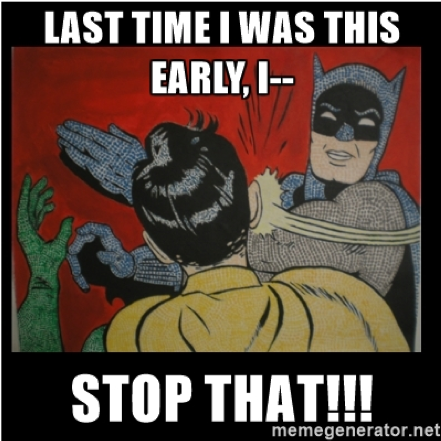 LAST TIME I WAS THIS
EARLY, I--
STOP THAT!!!
memegenerator.net